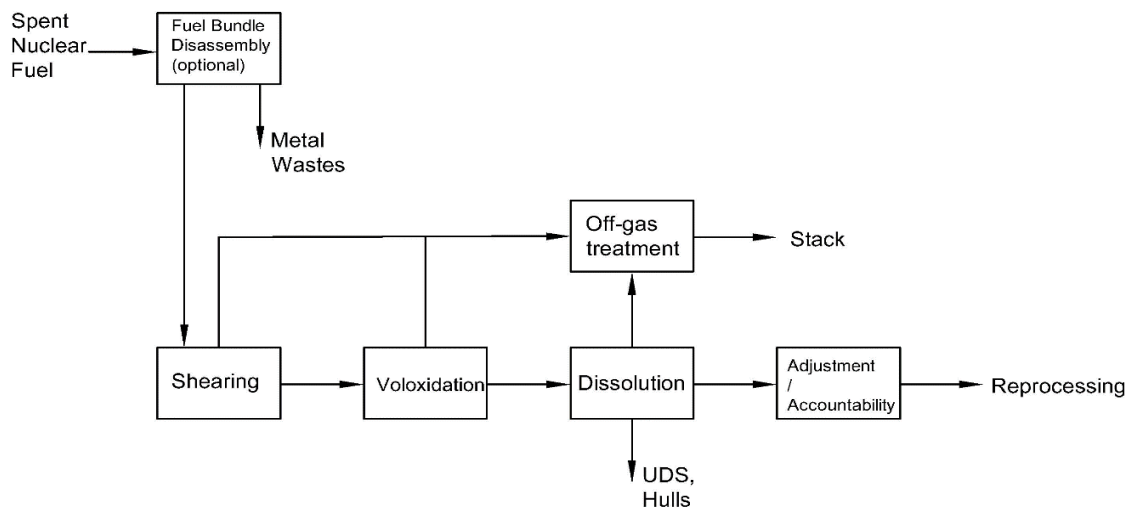 Spent
Nuclear
Fuel
Fuel Bundle
Disassembly
(optional)
Metal
Wastes
Off-gas
treatment
Stack
Shearing
Voloxidation
Dissolution
Adjustment
/
Accountability
Reprocessing
UDS,
Hulls